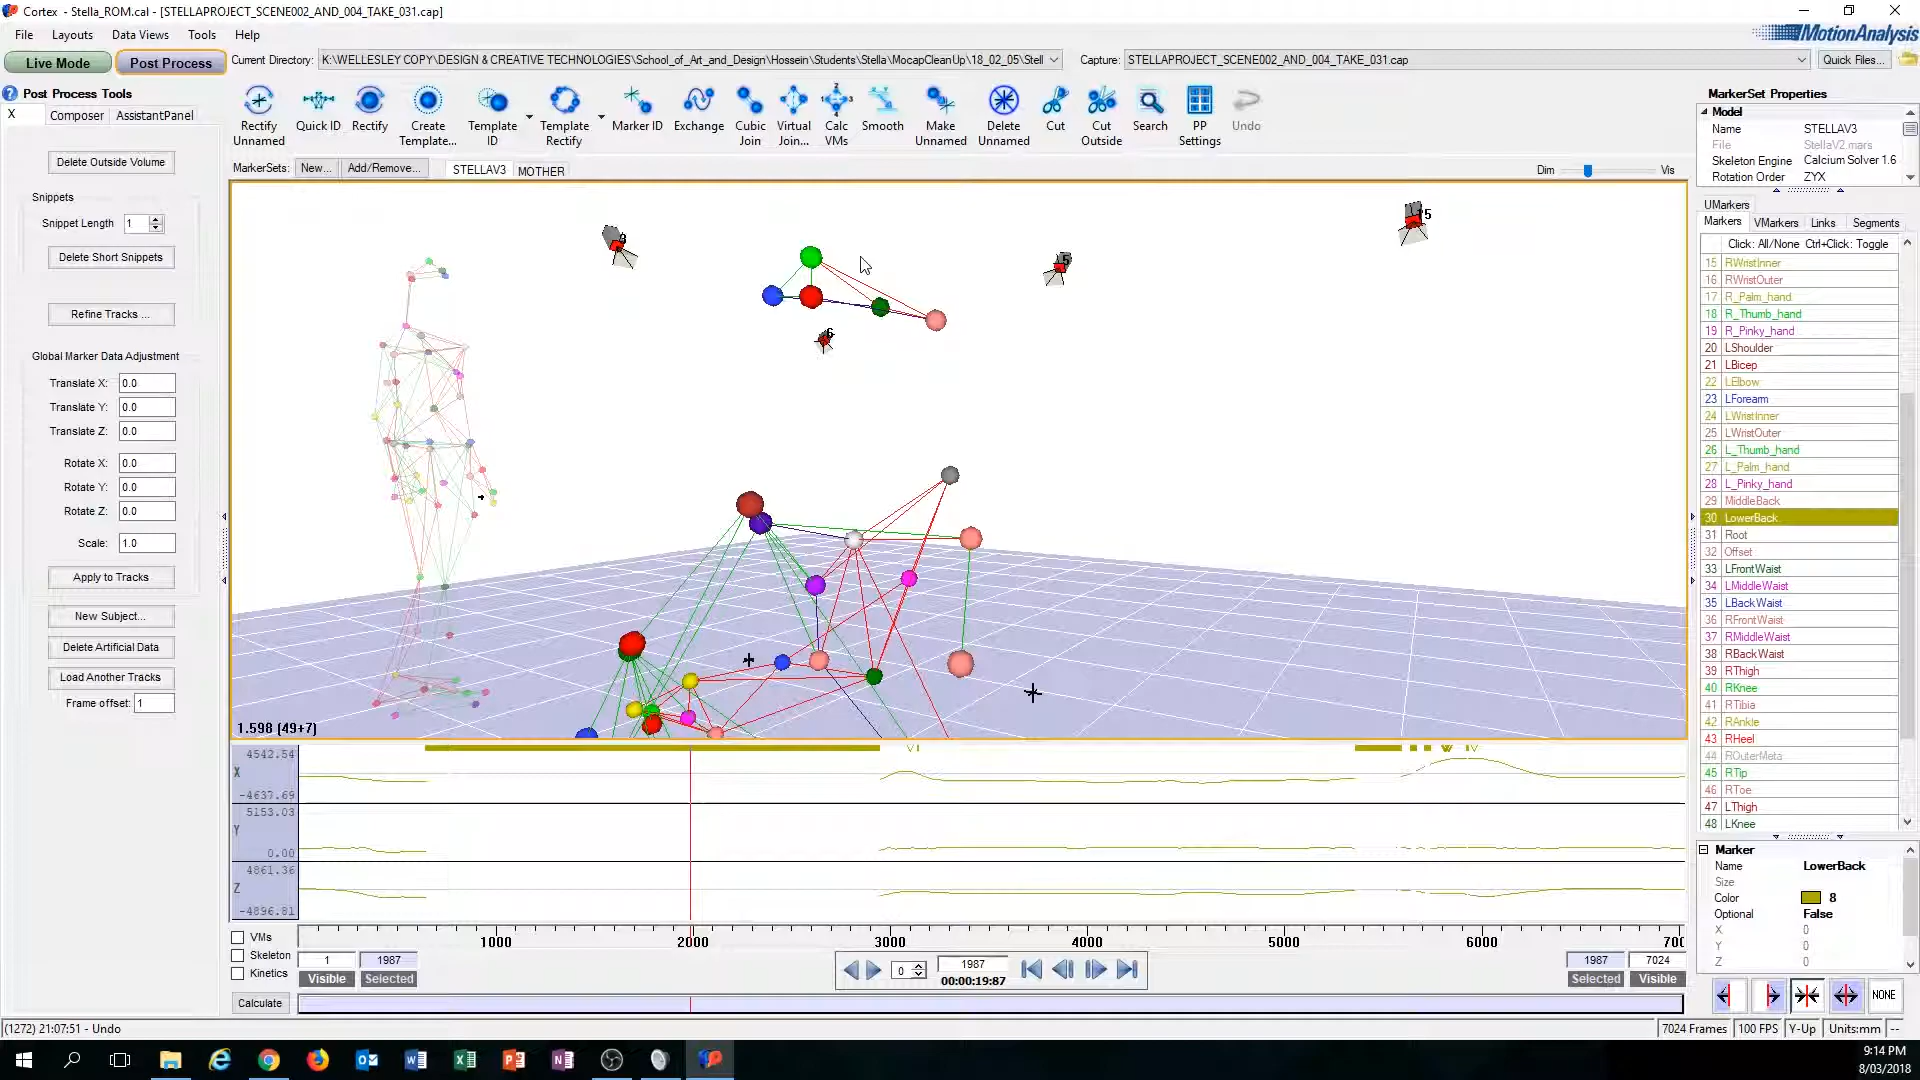 Cortex - Stella_ROM.cal - [STELLAPROJECT_SCENE002_AND_004_TAKE_031.cap]
File Layouts Data Views Tools Help
MotionAnalysis
Live Mode Post Process Current Directory: K:\WELLESLEY COPY\DESIGN & CREATIVE TECHNOLOGIES\School_of_Art_and_Design\Hossein\Students\Stella\MocapCleanUp\18_02_05\Stell Capture: STELLAPROJECT_SCENE002_AND_004_TAKE_031.cap Quick Files...
Post Process Tools
X Composer AssistantPanel
Rectify Unnamed
Quick ID
Rectify
Create Template...
Template ID
Template Rectify
Marker ID
Exchange
Cubic Join
Virtual Join...
Calc VMs
Smooth
Make Unnamed
Delete Unnamed
Cut
Cut Outside
Search
PP Settings
Undo
MarkerSets: New... Add/Remove... STELLAV3 MOTHER
Dim Vis
Delete Outside Volume
Snippets
Snippet Length 1
Delete Short Snippets
Refine Tracks ...
Global Marker Data Adjustment
Translate X: 0.0
Translate Y: 0.0
Translate Z: 0.0
Rotate X: 0.0
Rotate Y: 0.0
Rotate Z: 0.0
Scale: 1.0
Apply to Tracks
New Subject...
Delete Artificial Data
Load Another Tracks
Frame offset: 1
5
6
1.598 (49+7)
4542.54
X
-4637.69
5153.03
Y
0.00
4861.36
Z
-4896.81
1000 2000 3000 4000 5000 6000 700
VMs
Skeleton
Kinetics
1 1987
Visible Selected
0 1987
00:00:19:87
1987 7024
Selected Visible
Calculate
MarkerSet Properties
Model
Name STELLAV3
File StellaV2.mars
Skeleton Engine Calcium Solver 1.6
Rotation Order ZYX
UMarkers
Markers VMarkers Links Segments
Click: All/None Ctrl+Click: Toggle
15 RWristInner
16 RWristOuter
17 R_Palm_hand
18 R_Thumb_hand
19 R_Pinky_hand
20 LShoulder
21 LBicep
22 LElbow
23 LForearm
24 LWristInner
25 LWristOuter
26 L_Thumb_hand
27 L_Palm_hand
28 L_Pinky_hand
29 MiddleBack
30 LowerBack
31 Root
32 Offset
33 LFrontWaist
34 LMiddleWaist
35 LBackWaist
36 RFrontWaist
37 RMiddleWaist
38 RBackWaist
39 RThigh
40 RKnee
41 RTibia
42 RAnkle
43 RHeel
44 ROuterMeta
45 RTip
46 RToe
47 LThigh
48 LKnee
Marker
Name LowerBack
Size
Color 8
Optional False
X 0
Y 0
Z 0
NONE
(1272) 21:07:51 - Undo
7024 Frames 100 FPS Y-Up Units:mm --
9:14 PM
8/03/2018